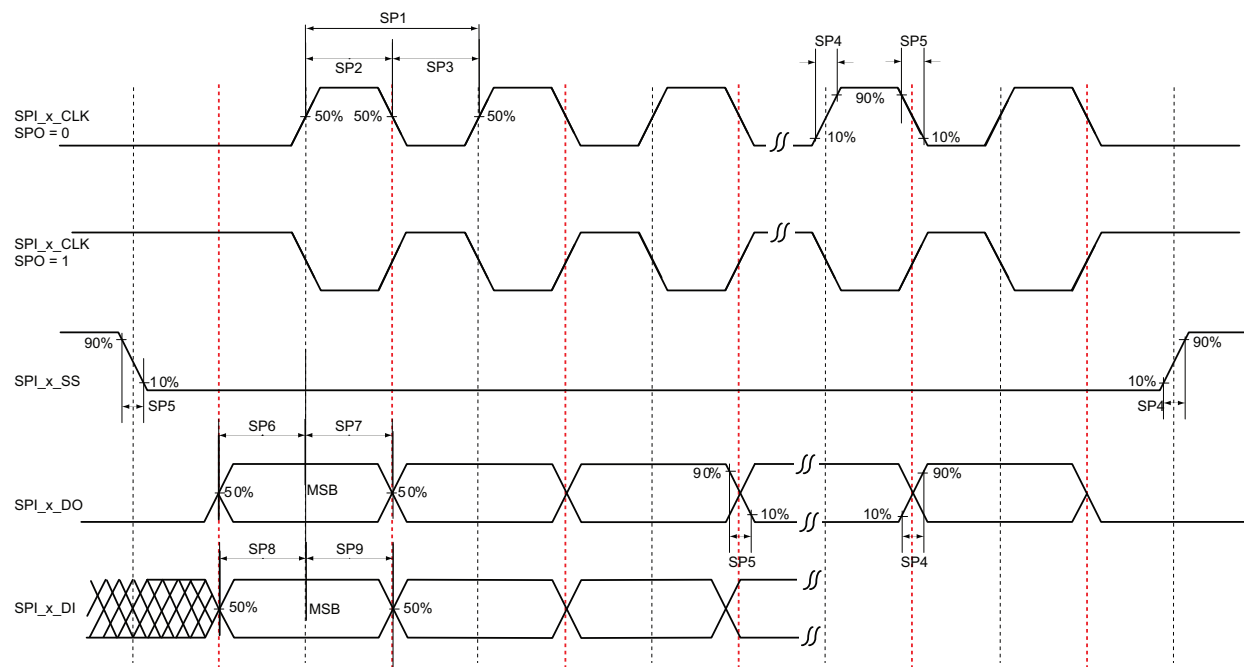 SP1
SP4 SP5
SP2 SP3
SPI_x_CLK
SPO = 0
50% 50% 50% 90%
10% 10%
SPI_x_CLK
SPO = 1
90% 90%
SPI_x_SS 10% 10%
SP5 SP4
SP6 SP7
90% 90%
50% MSB 50%
SPI_x_DO
10% 10%
SP8 SP9 SP5 SP4
SPI_x_DI 50% MSB 50%